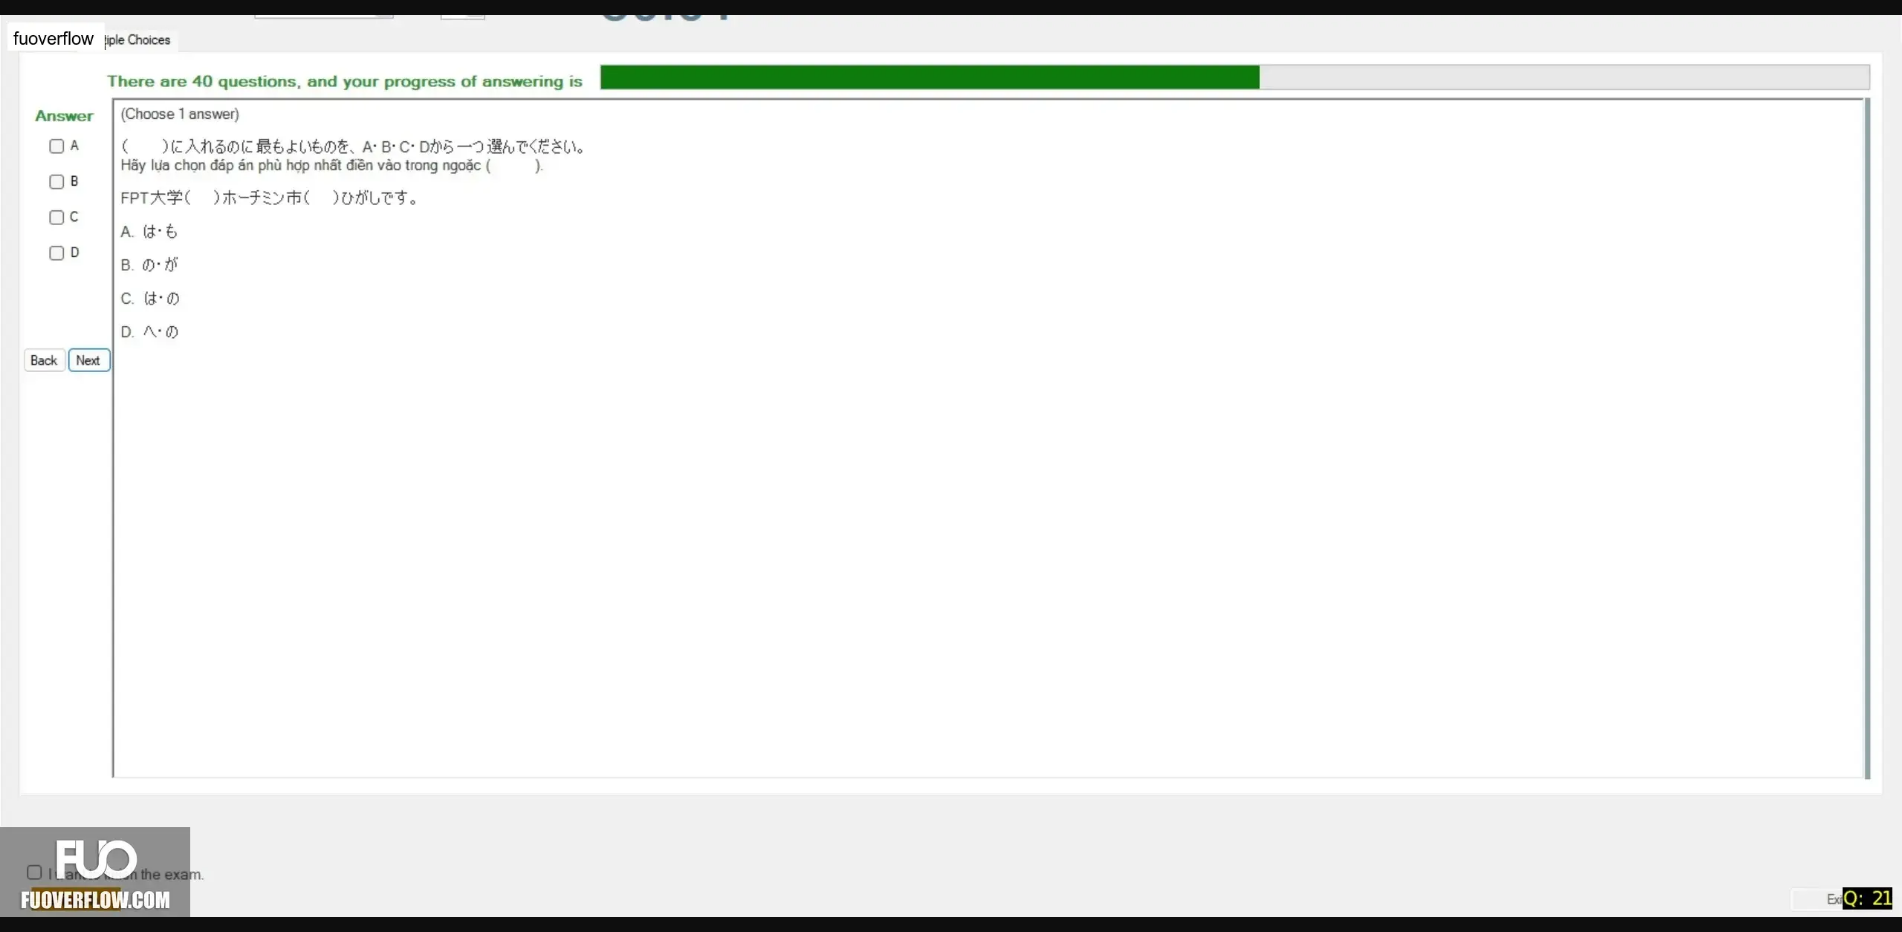 fuoverflow
iple Choices
There are 40 questions, and your progress of answering is
Answer
(Choose 1 answer)
A
(　　)に入れるのに最もよいものを、A・B・C・Dから一つ選んでください。
Hãy lựa chọn đáp án phù hợp nhất điền vào trong ngoặc (　　).
B
FPT大学(　)ホーチミン市(　)ひがしです。
C
A. は・も
D
B. の・が
C. は・の
D. へ・の
Back Next
FUO
the exam.
FUOVERFLOW.COM
Q: 21